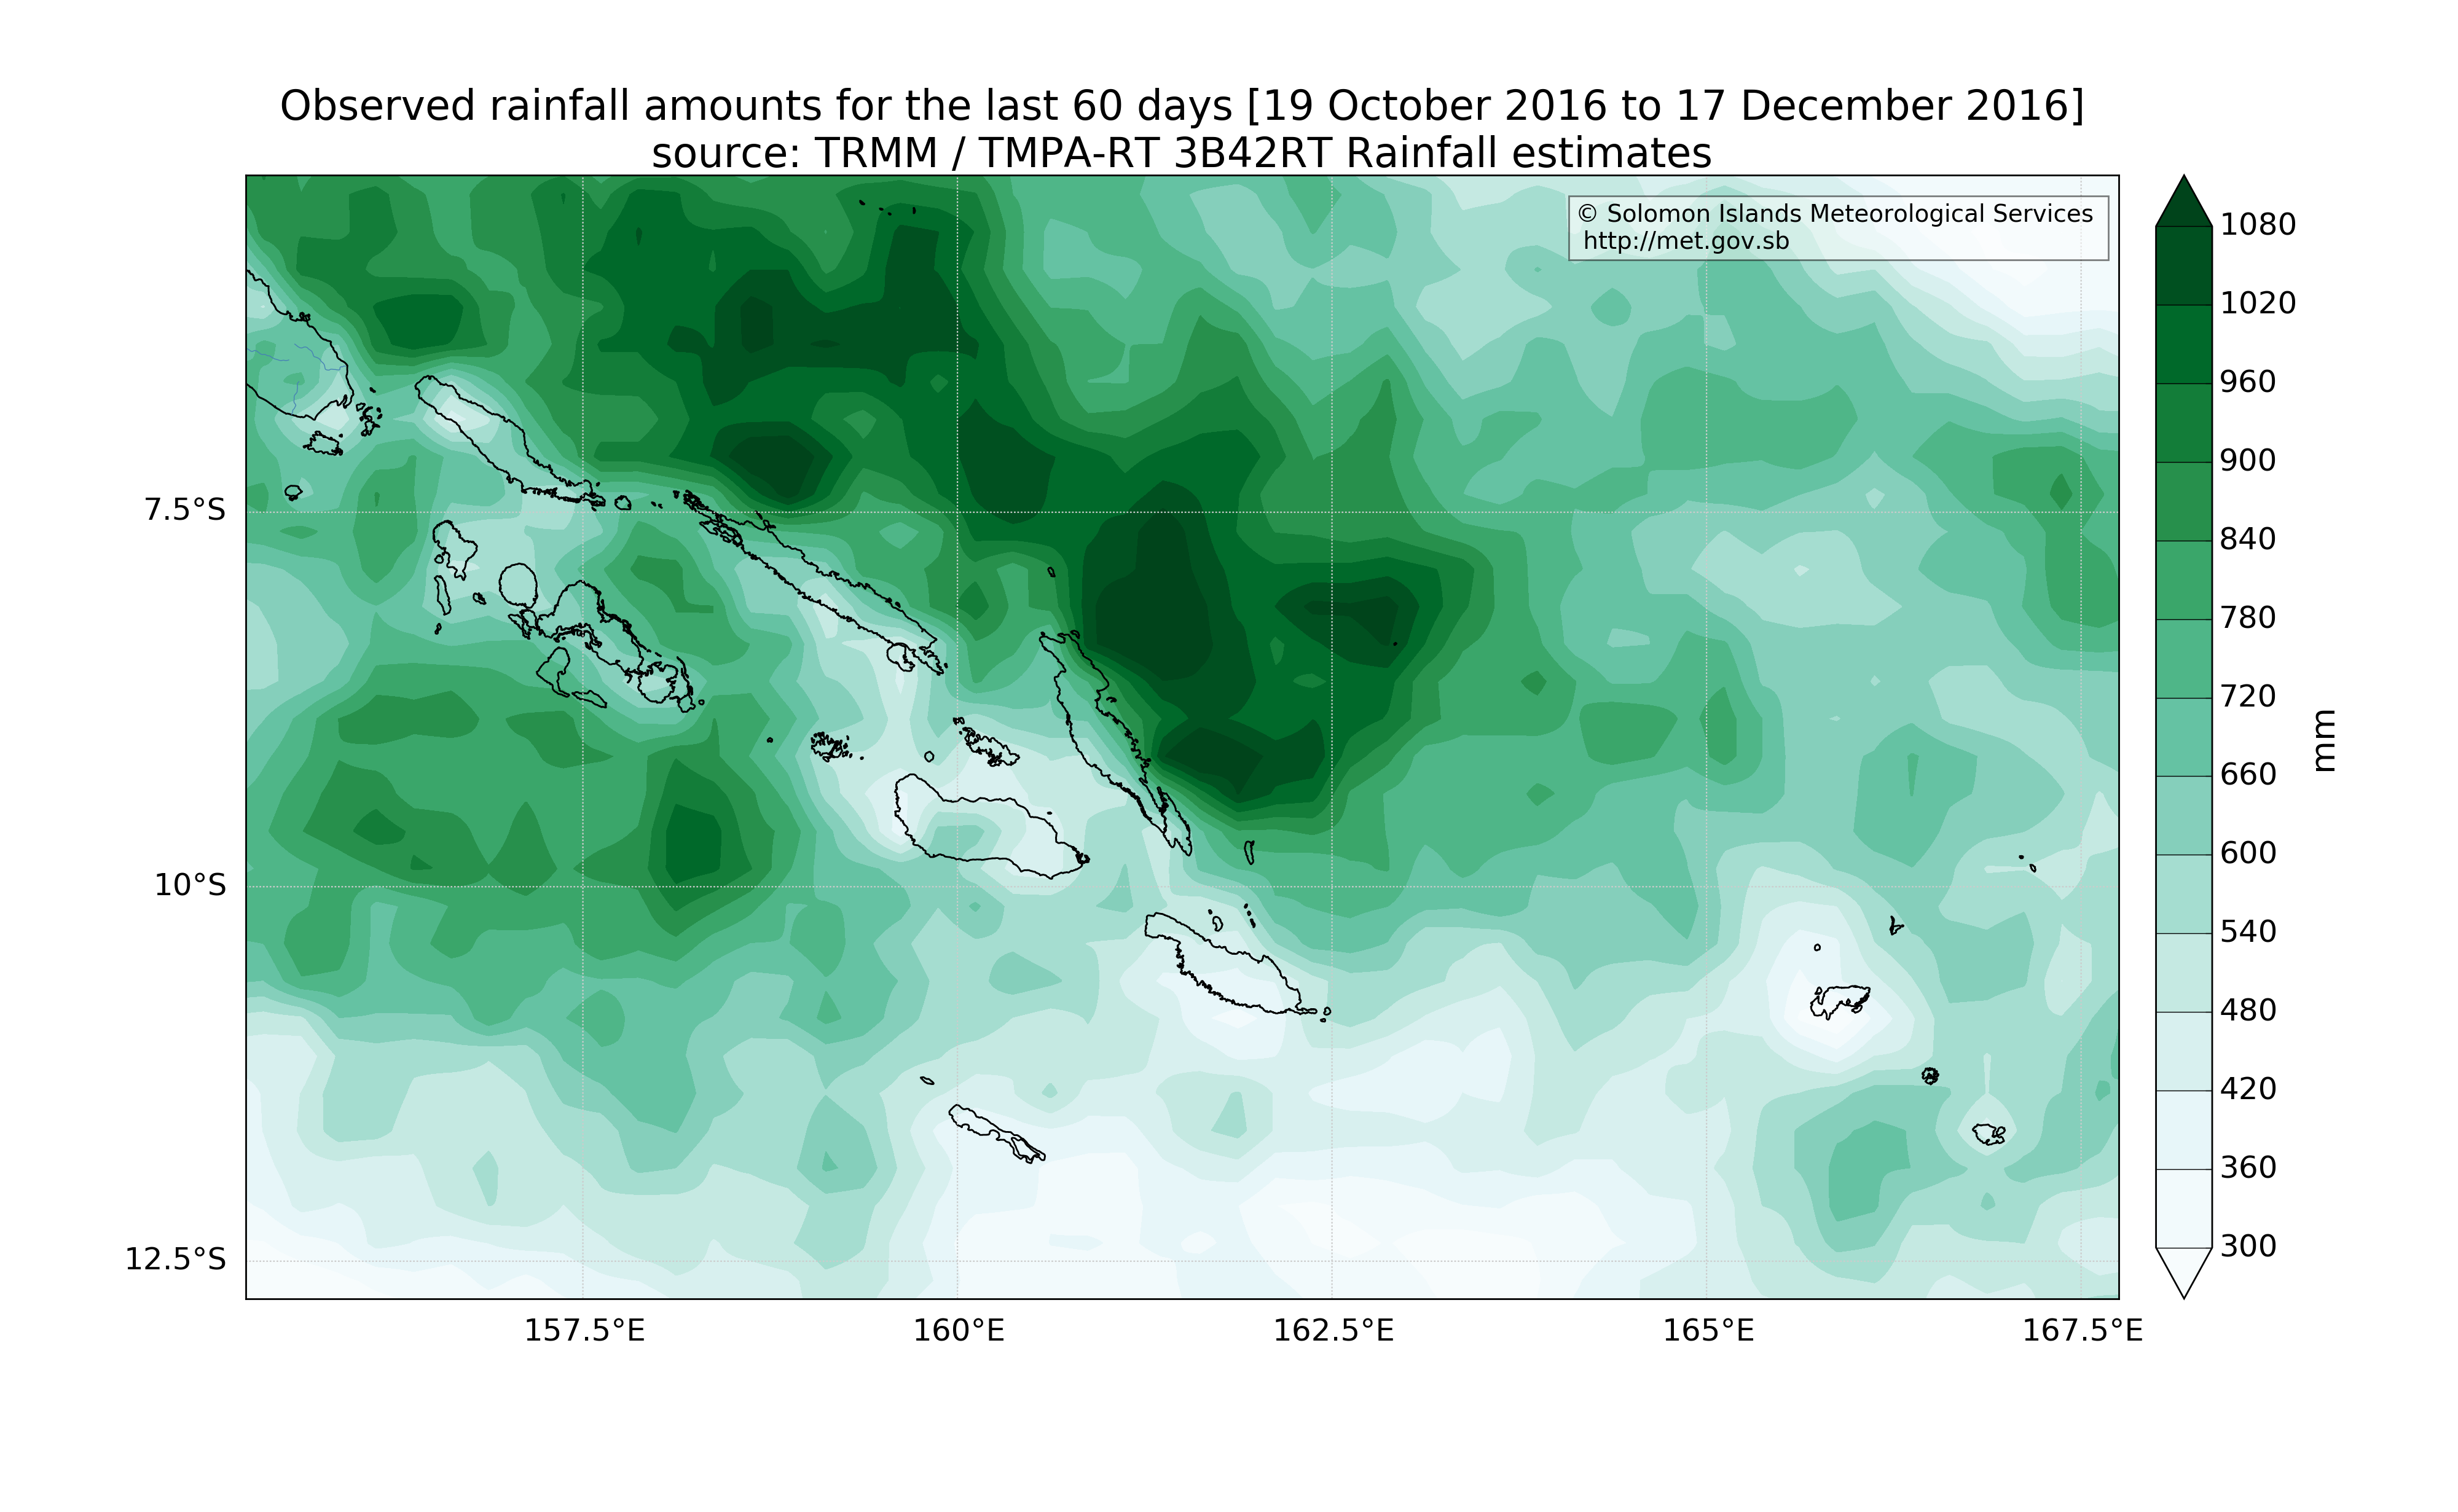 Observed rainfall amounts for the last 60 days [19 October 2016 to 17 December 2016]
source: TRMM / TMPA-RT 3B42RT Rainfall estimates
© Solomon Islands Meteorological Services
http://met.gov.sb
7.5°S
10°S
12.5°S
157.5°E
160°E
162.5°E
165°E
167.5°E
1080
1020
960
900
840
780
720
660
600
540
480
420
360
300
mm